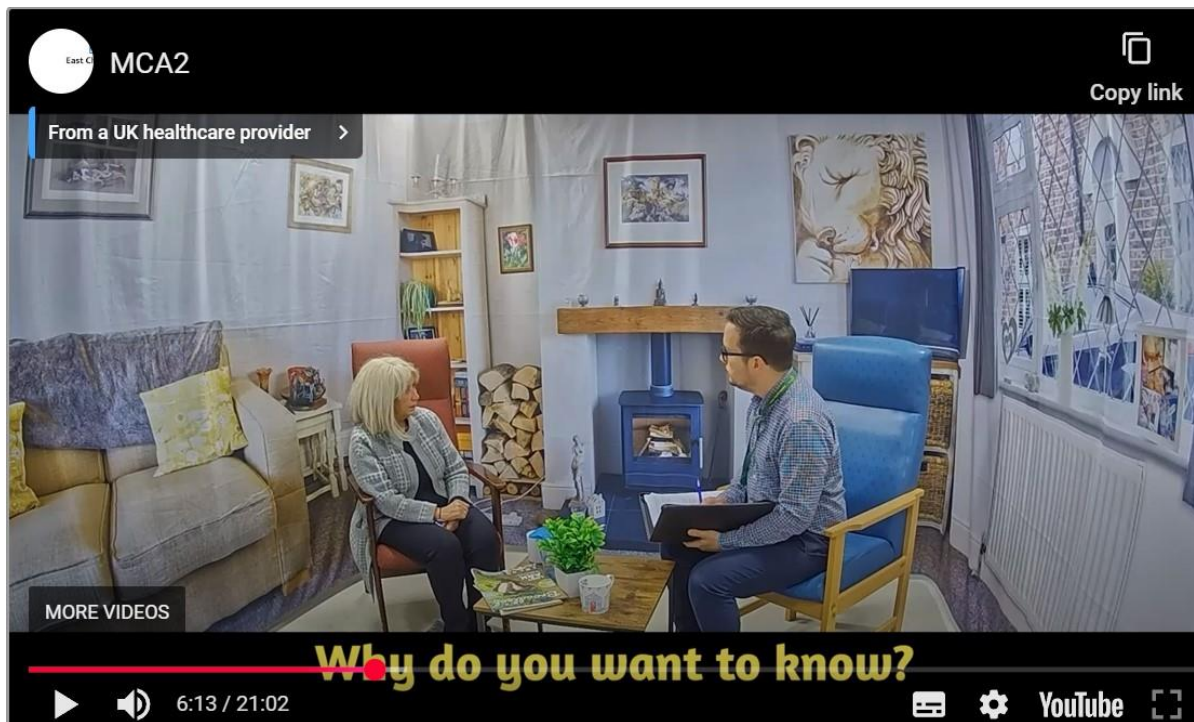 East C
MCA2
Copy link
From a UK healthcare provider
MORE VIDEOS
Why do you want to know?
6:13 / 21:02
YouTube